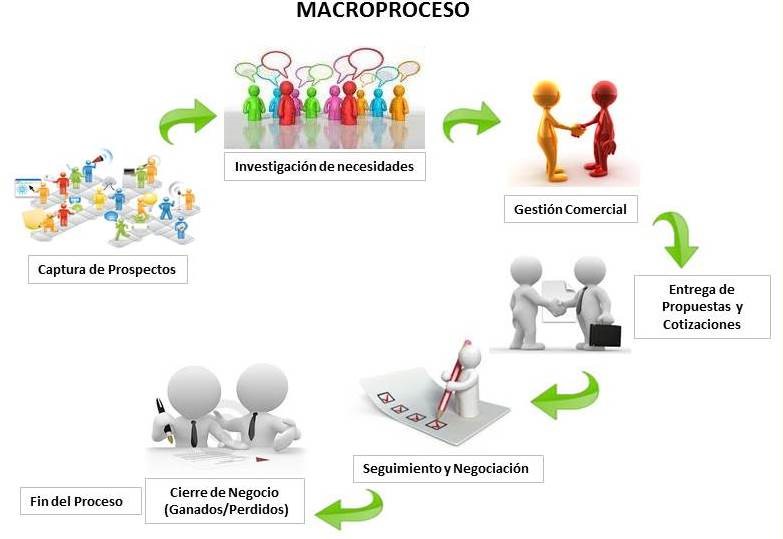 MACROPROCESO
Investigación de necesidades
Gestión Comercial
Captura de Prospectos
Entrega de
Propuestas y
Cotizaciones
Seguimiento y Negociación
Cierre de Negocio
(Ganados/Perdidos)
Fin del Proceso